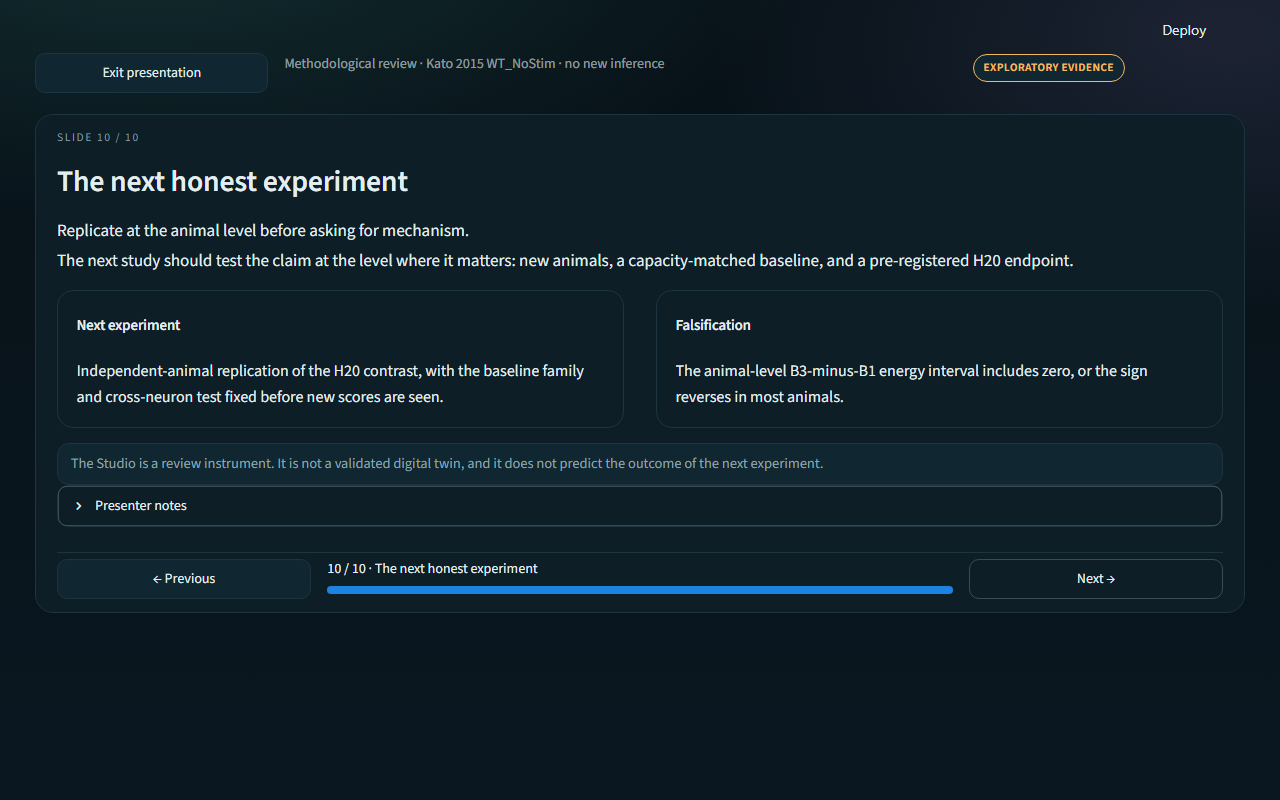 Deploy
Exit presentation
Methodological review · Kato 2015 WT_NoStim · no new inference
EXPLORATORY EVIDENCE
SLIDE 10 / 10
The next honest experiment
Replicate at the animal level before asking for mechanism.
The next study should test the claim at the level where it matters: new animals, a capacity-matched baseline, and a pre-registered H20 endpoint.
Next experiment
Independent-animal replication of the H20 contrast, with the baseline family
and cross-neuron test fixed before new scores are seen.
Falsification
The animal-level B3-minus-B1 energy interval includes zero, or the sign
reverses in most animals.
The Studio is a review instrument. It is not a validated digital twin, and it does not predict the outcome of the next experiment.
Presenter notes
← Previous
10 / 10 · The next honest experiment
Next →